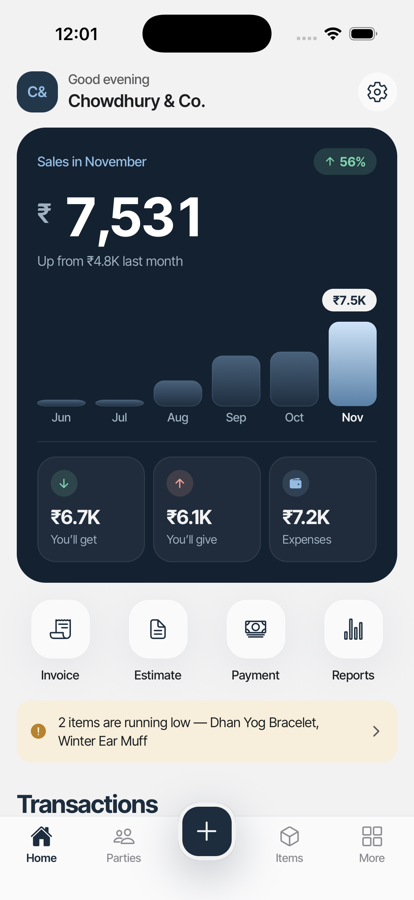 12:01
C&
Good evening
Chowdhury & Co.
Sales in November
↑ 56%
₹ 7,531
Up from ₹4.8K last month
₹7.5K
Jun Jul Aug Sep Oct Nov
₹6.7K ₹6.1K ₹7.2K
You'll get You'll give Expenses
Invoice Estimate Payment Reports
2 items are running low — Dhan Yog Bracelet,
Winter Ear Muff
Transactions
Home Parties Items More